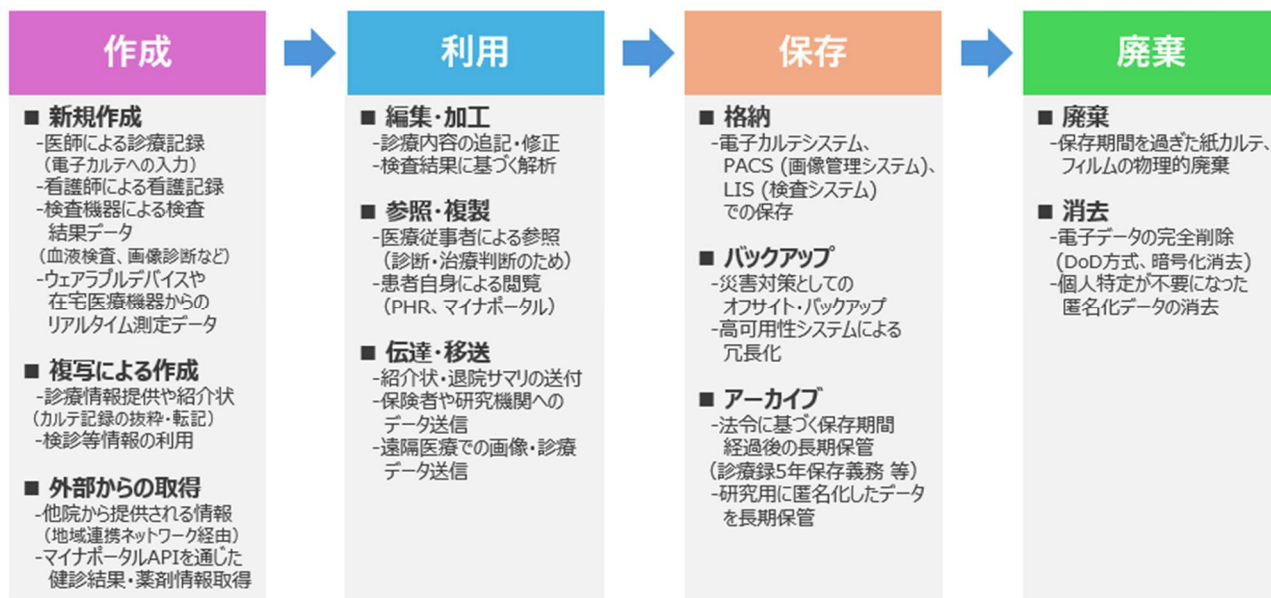 作成
■ 新規作成
-医師による診療記録
(電子カルテへの入力)
-看護師による看護記録
-検査機器による検査
結果データ
(血液検査、画像診断など)
-ウェアラブルデバイスや
在宅医療機器からの
リアルタイム測定データ
■ 複写による作成
-診療情報提供や紹介状
(カルテ記録の抜粋・転記)
-検診等情報の利用
■ 外部からの取得
-他院から提供される情報
(地域連携ネットワーク経由)
-マイナポータルAPIを通じた
健診結果・薬剤情報取得
利用
■ 編集・加工
-診療内容の追記・修正
-検査結果に基づく解析
■ 参照・複製
-医療従事者による参照
(診断・治療判断のため)
-患者自身による閲覧
(PHR、マイナポータル)
■ 伝達・移送
-紹介状・退院サマリの送付
-保険者や研究機関への
データ送信
-遠隔医療での画像・診療
データ送信
保存
■ 格納
-電子カルテシステム、
PACS (画像管理システム)、
LIS (検査システム)
での保存
■ バックアップ
-災害対策としての
オフサイト・バックアップ
-高可用性システムによる
冗長化
■ アーカイブ
-法令に基づく保存期間
経過後の長期保管
(診療録5年保存義務 等)
-研究用に匿名化したデータ
を長期保管
廃棄
■ 廃棄
-保存期間を過ぎた紙カルテ、
フィルムの物理的廃棄
■ 消去
-電子データの完全削除
(DoD方式、暗号化消去)
-個人特定が不要になった
匿名化データの消去